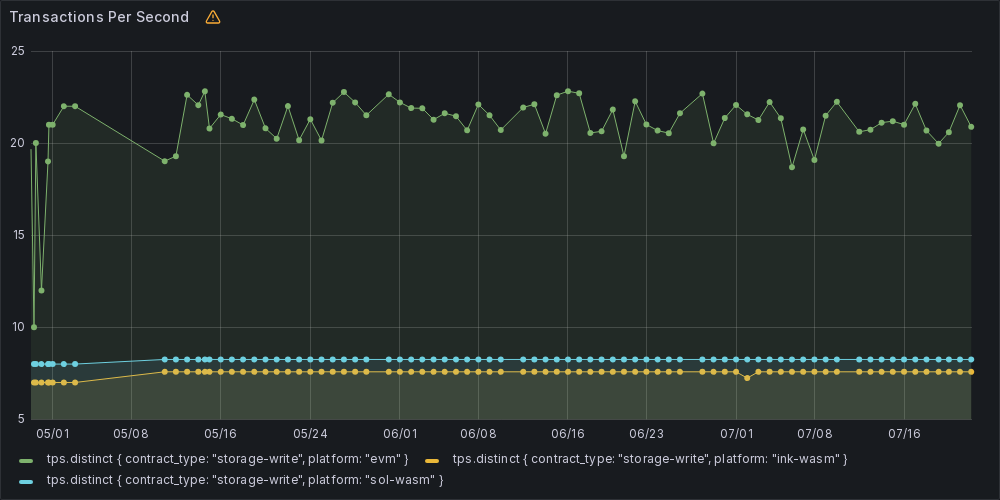 Transactions Per Second
25
20
15
10
5
05/01 05/08 05/16 05/24 06/01 06/08 06/16 06/23 07/01 07/08 07/16
tps.distinct { contract_type: "storage-write", platform: "evm" } tps.distinct { contract_type: "storage-write", platform: "ink-wasm" }
tps.distinct { contract_type: "storage-write", platform: "sol-wasm" }